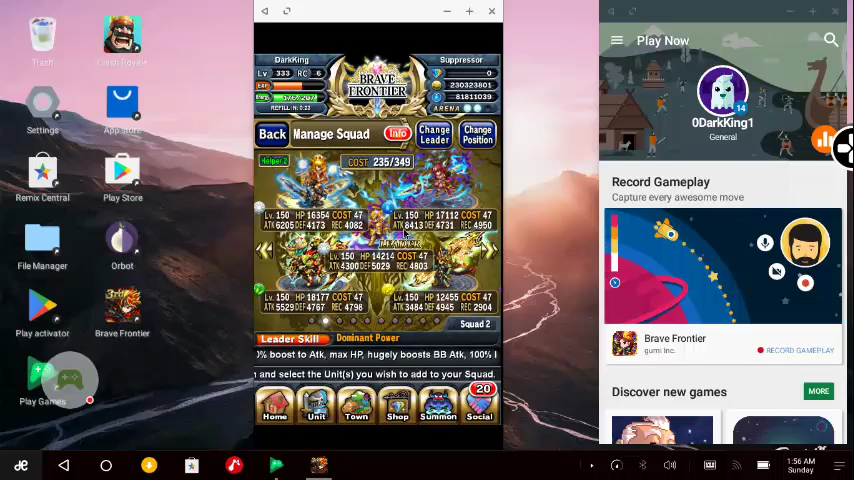 Trash
Clash Royale
Settings
App store
Remix Central
Play Store
File Manager
Orbot
Play activator
Brave Frontier
Play Games
DarkKing
Suppressor
Lv 333 RC 6
0
Exp
230323801
81811039
REFILL IN: 0:22
ARENA
BRAVE
FRONTIER
Back
Manage Squad
Info
Change
Leader
Change
Position
Helper 2
COST 235/349
Lv. 150 HP 16354 COST 47
ATK 6205 DEF 4173 REC 4082
Lv. 150 HP 17112 COST 47
ATK 8413 DEF 4731 REC 4950
Lv. 150 HP 14214 COST 47
ATK 4300 DEF 5029 REC 4803
Lv. 150 HP 18177 COST 47
ATK 5529 DEF 4767 REC 4798
Lv. 150 HP 12455 COST 47
ATK 3484 DEF 4945 REC 2904
Squad 2
Leader Skill Dominant Power
0% boost to Atk, max HP, hugely boosts BB Atk, 100%
n and select the Unit(s) you wish to add to your Squad.
20
Home
Unit
Town
Shop
Summon
Social
Play Now
14
0DarkKing1
General
Record Gameplay
Capture every awesome move
Brave Frontier
gumi Inc.
RECORD GAMEPLAY
Discover new games
MORE
1:56 AM
Sunday